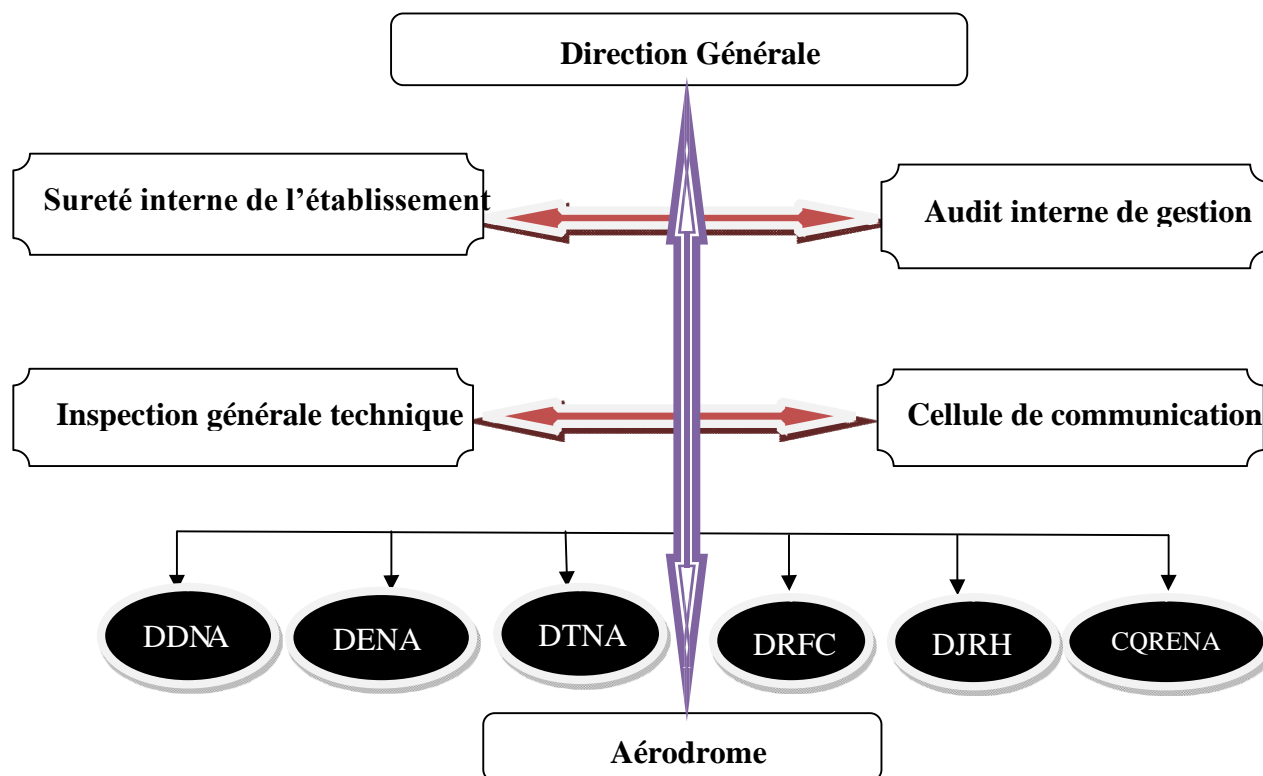 Direction Générale
Sureté interne de l’établissement
Audit interne de gestion
Inspection générale technique
Cellule de communication
DDNA
DENA
DTNA
DRFC
DJRH
CQRENA
Aérodrome